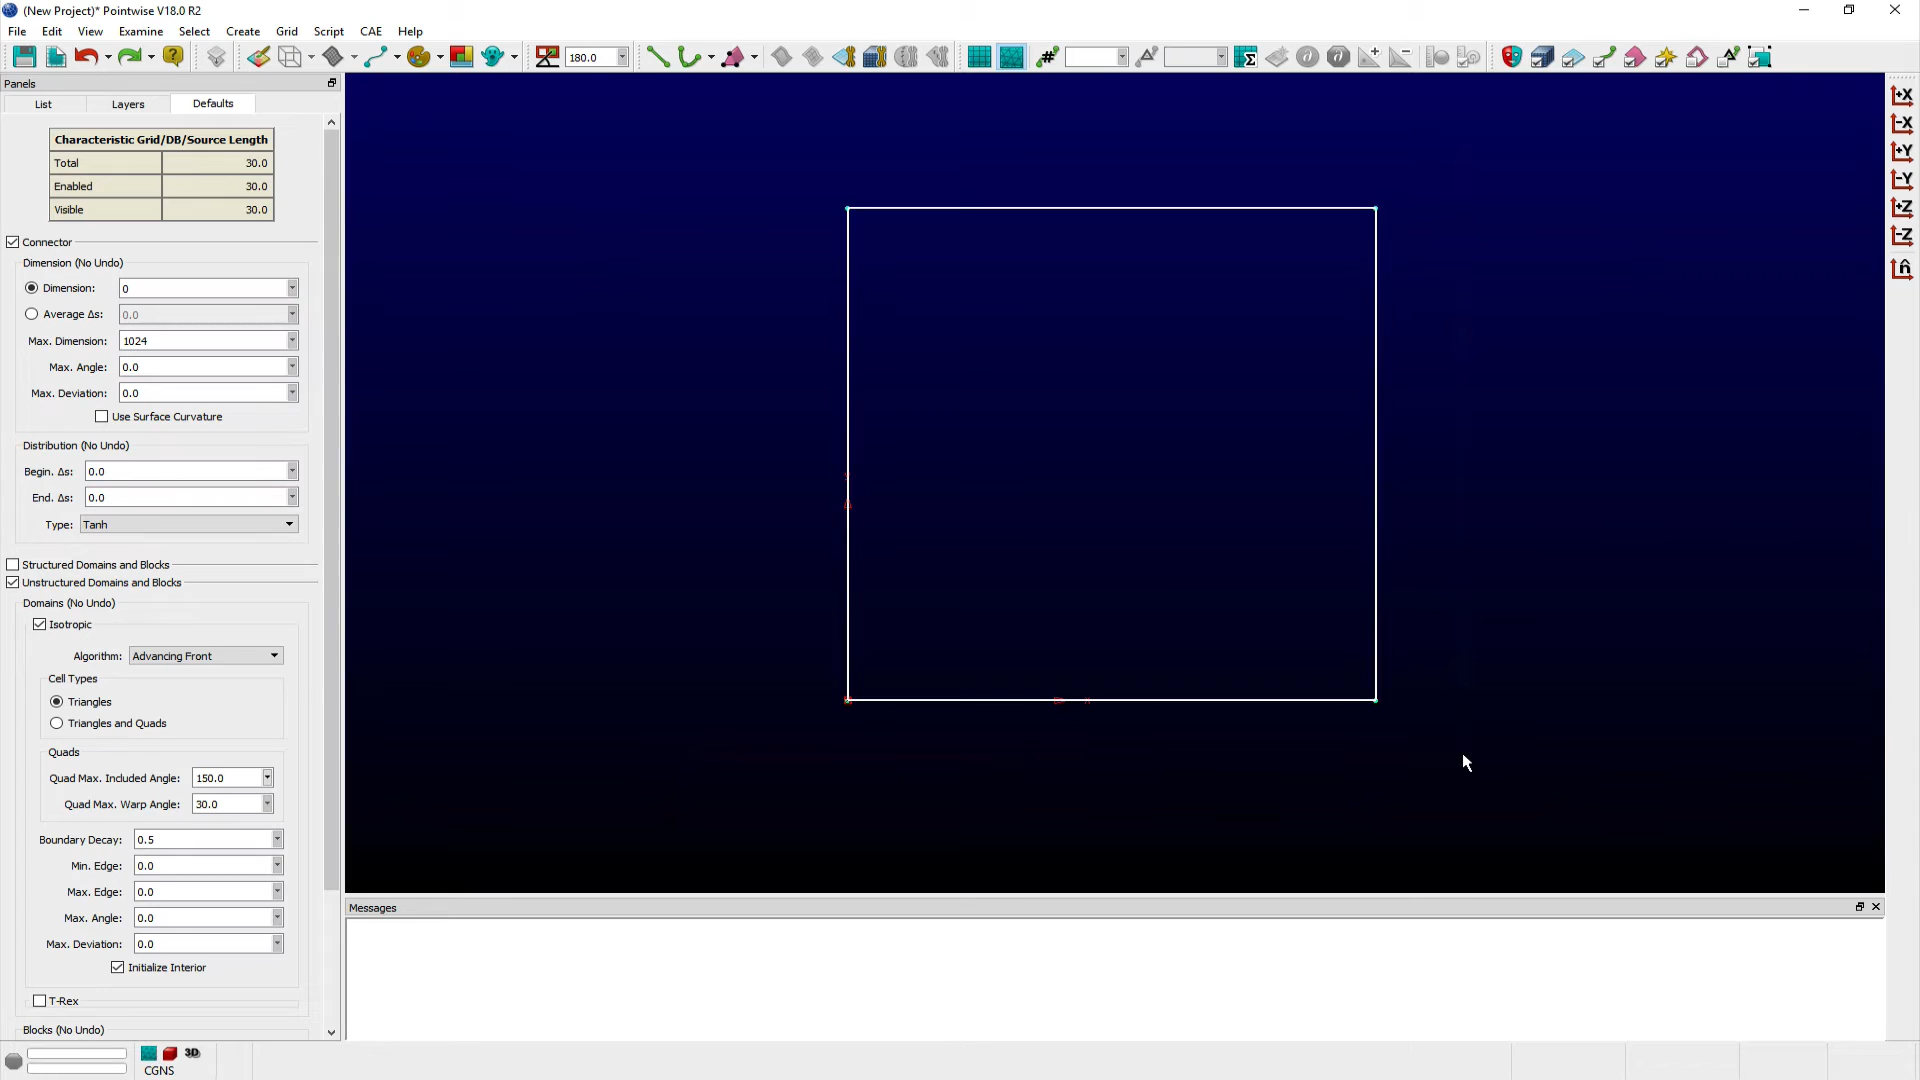 (New Project)* Pointwise V18.0 R2
File Edit View Examine Select Create Grid Script CAE Help
180.0
Panels
List Layers Defaults
Characteristic Grid/DB/Source Length
Total 30.0
Enabled 30.0
Visible 30.0
Connector
Dimension (No Undo)
Dimension: 0
Average Δs: 0.0
Max. Dimension: 1024
Max. Angle: 0.0
Max. Deviation: 0.0
Use Surface Curvature
Distribution (No Undo)
Begin. Δs: 0.0
End. Δs: 0.0
Type: Tanh
Structured Domains and Blocks
Unstructured Domains and Blocks
Domains (No Undo)
Isotropic
Algorithm: Advancing Front
Cell Types
Triangles
Triangles and Quads
Quads
Quad Max. Included Angle: 150.0
Quad Max. Warp Angle: 30.0
Boundary Decay: 0.5
Min. Edge: 0.0
Max. Edge: 0.0
Max. Angle: 0.0
Max. Deviation: 0.0
Initialize Interior
T-Rex
Blocks (No Undo)
X
+X
-X
+Y
-Y
+Z
-Z
n̂
Messages
3D
CGNS